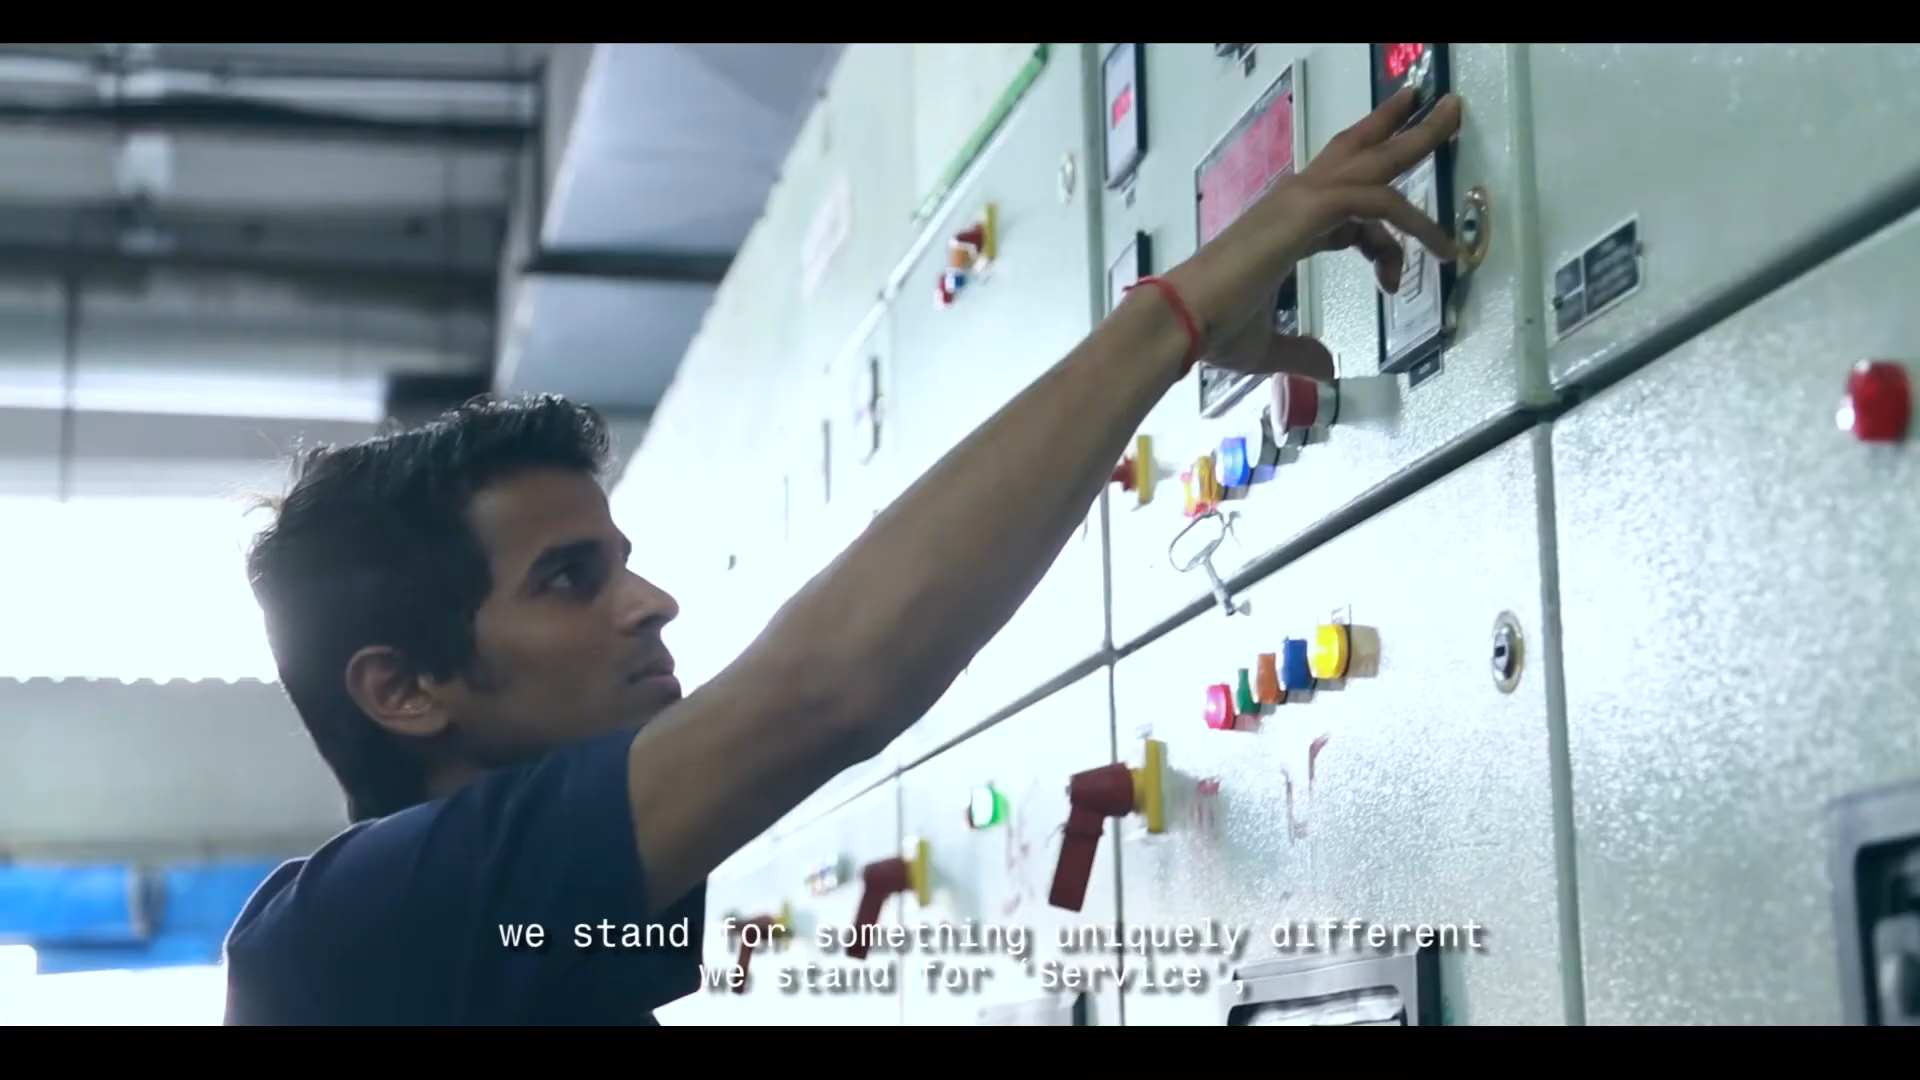 we stand for something uniquely different
we stand for ‘Service’,